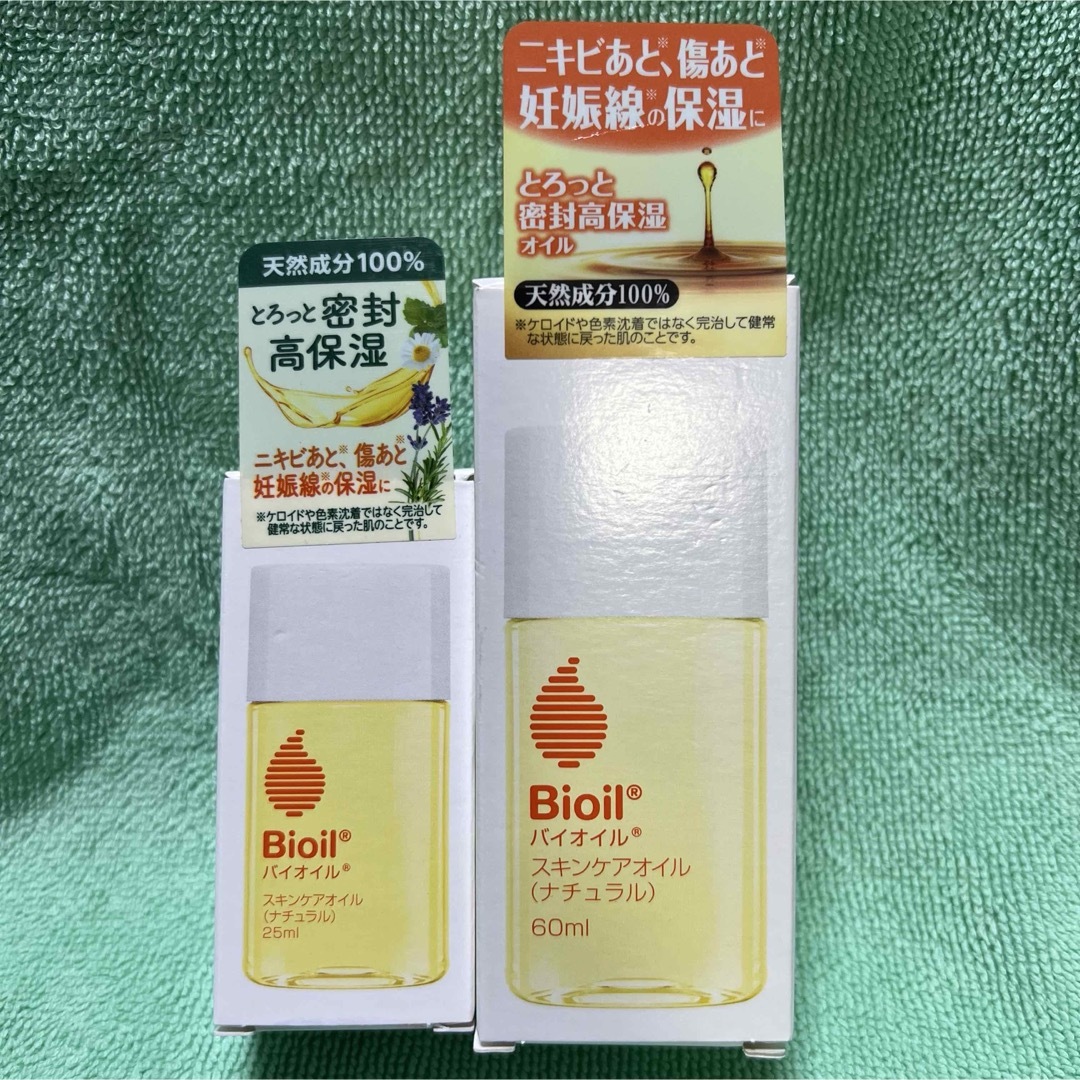 天然成分100%
とろっと密封
高保湿
ニキビあと、※傷あと※
妊娠線※の保湿に
※ケロイドや色素沈着ではなく完治して
健常な状態に戻った肌のことです。
Bioil®
バイオイル®
スキンケアオイル
(ナチュラル)
25ml
ニキビあと※、傷あと※
妊娠線※の保湿に
とろっと
密封高保湿
オイル
天然成分100%
※ケロイドや色素沈着ではなく完治して健常
な状態に戻った肌のことです。
Bioil®
バイオイル®
スキンケアオイル
(ナチュラル)
60ml